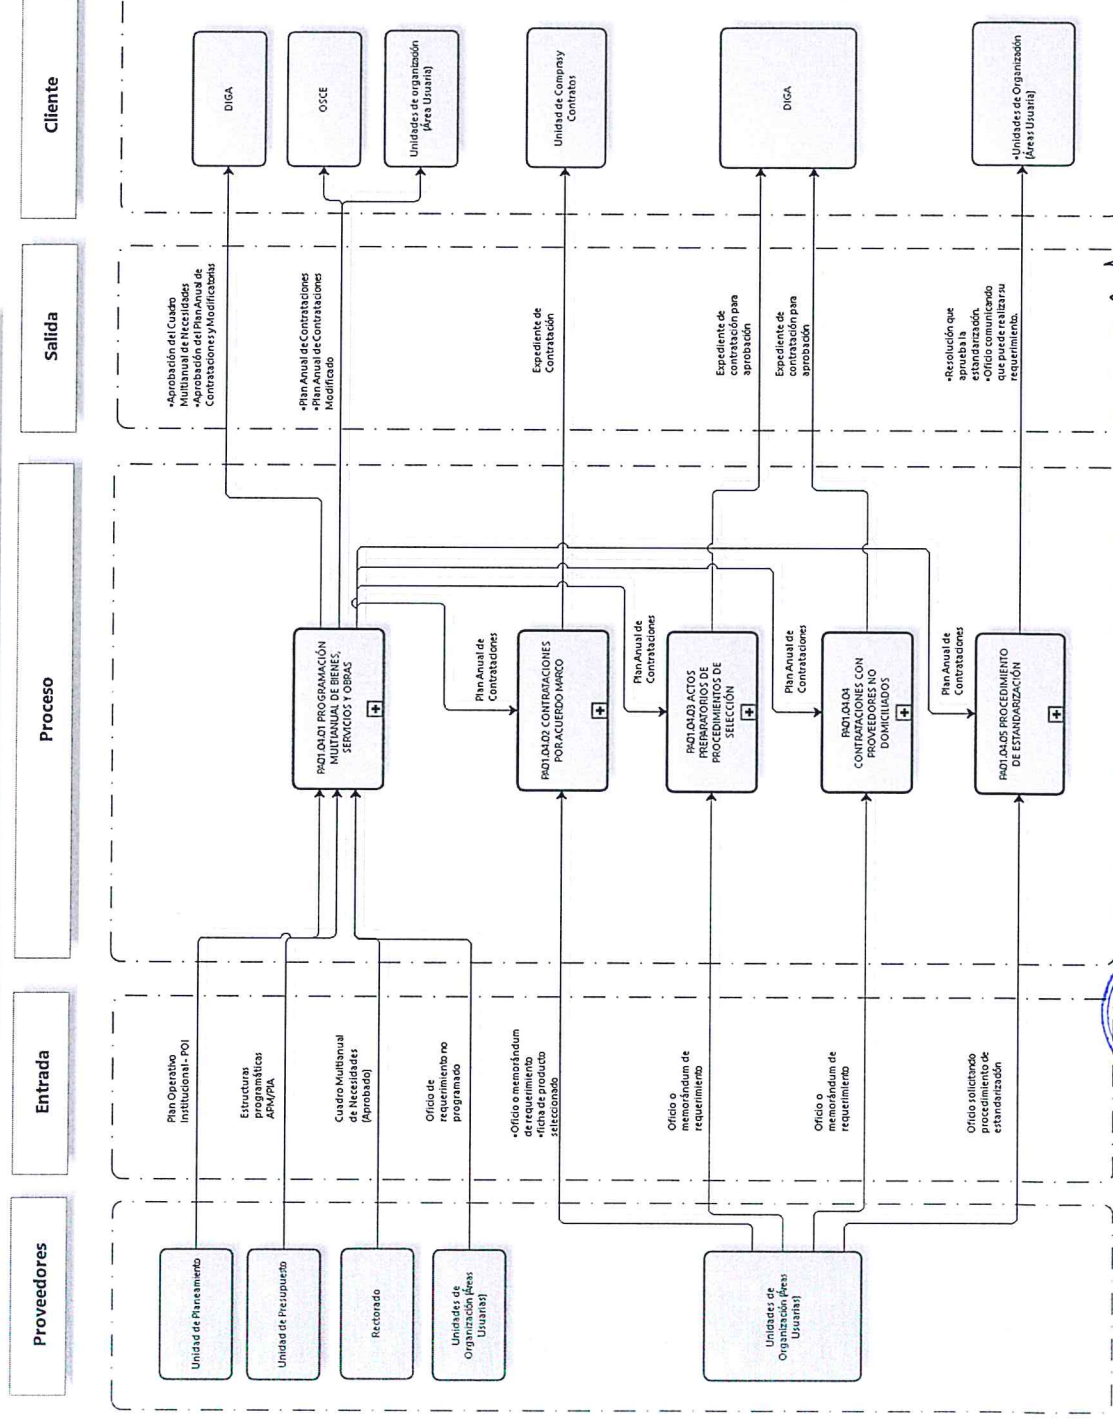 Proveedores
Entrada
Proceso
Salida
Cliente
Unidad de Planeamiento
Unidad de Presupuesto
Rectorado
Unidades de
Organización (Áreas
Usuarias)
Unidades de
Organización (Áreas
Usuarias)
Plan Operativo
Institucional - POI
Estructuras
programáticas
APM/PIA
Cuadro Multianual
de Necesidades
(Aprobado)
Oficio de
requerimiento no
programado
•Oficio o memorándum
de requerimiento
•ficha de producto
seleccionado
Oficio o
memorándum de
requerimiento
Oficio o
memorándum de
requerimiento
Oficio solicitando
procedimiento de
estandarización
PA01.04.01 PROGRAMACIÓN
MULTIANUAL DE BIENES,
SERVICIOS Y OBRAS
Plan Anual de
Contrataciones
PA01.04.02 CONTRATACIONES
POR ACUERDO MARCO
Plan Anual de
Contrataciones
PA01.04.03 ACTOS
PREPARATORIOS DE
PROCEDIMIENTOS DE
SELECCIÓN
Plan Anual de
Contrataciones
PA01.04.04
CONTRATACIONES CON
PROVEEDORES NO
DOMICILIADOS
Plan Anual de
Contrataciones
PA01.04.05 PROCEDIMIENTO
DE ESTANDARIZACIÓN
•Aprobación del Cuadro
Multianual de Necesidades
•Aprobación del Plan Anual de
Contrataciones y Modificatorias
•Plan Anual de Contrataciones
•Plan Anual de Contrataciones
Modificado
Expediente de
Contratación
Expediente de
contratación para
aprobación
Expediente de
contratación para
aprobación
•Resolución que
aprueba la
estandarización.
•Oficio comunicando
que puede realizar su
requerimiento.
DIGA
OSCE
Unidades de organización
(Área Usuaria)
Unidad de Compras y
Contratos
DIGA
•Unidades de Organización
(Áreas Usuaria)